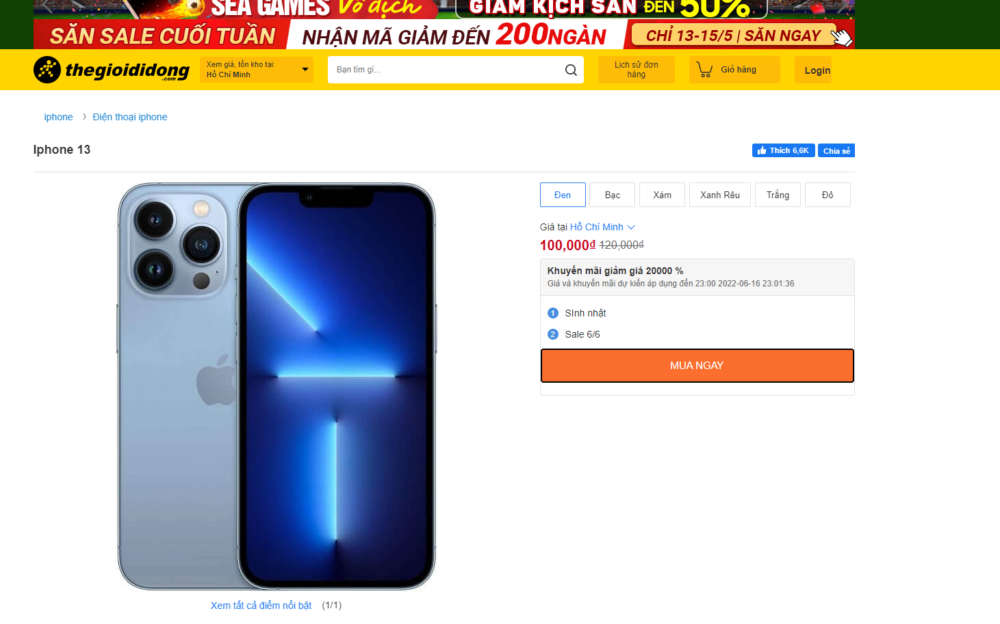 SEA GAMES Vô địch
GIẢM KỊCH SÀN ĐẾN 50%
SĂN SALE CUỐI TUẦN
NHẬN MÃ GIẢM ĐẾN 200NGÀN
CHỈ 13-15/5 | SĂN NGAY
thegioididong
.com
Xem giá, tồn kho tại:
Hồ Chí Minh
Bạn tìm gì...
Lịch sử đơn
hàng
Giỏ hàng
Login
iphone › Điện thoại iphone
Iphone 13
Thích 6,6K
Chia sẻ
Đen
Bạc
Xám
Xanh Rêu
Trắng
Đỏ
Giá tại Hồ Chí Minh
100,000₫ 120,000₫
Khuyến mãi giảm giá 20000 %
Giá và khuyến mãi dự kiến áp dụng đến 23:00 2022-06-16 23:01:36
1 SInh nhật
2 Sale 6/6
MUA NGAY
Xem tất cả điểm nổi bật (1/1)